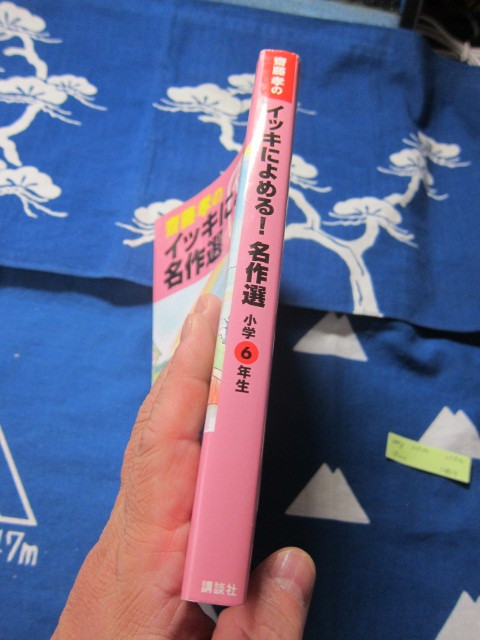 齋藤孝の
イッキによめる!
名作選
小学6年生
講談社
齋藤孝の
イッキに
名作選
7m